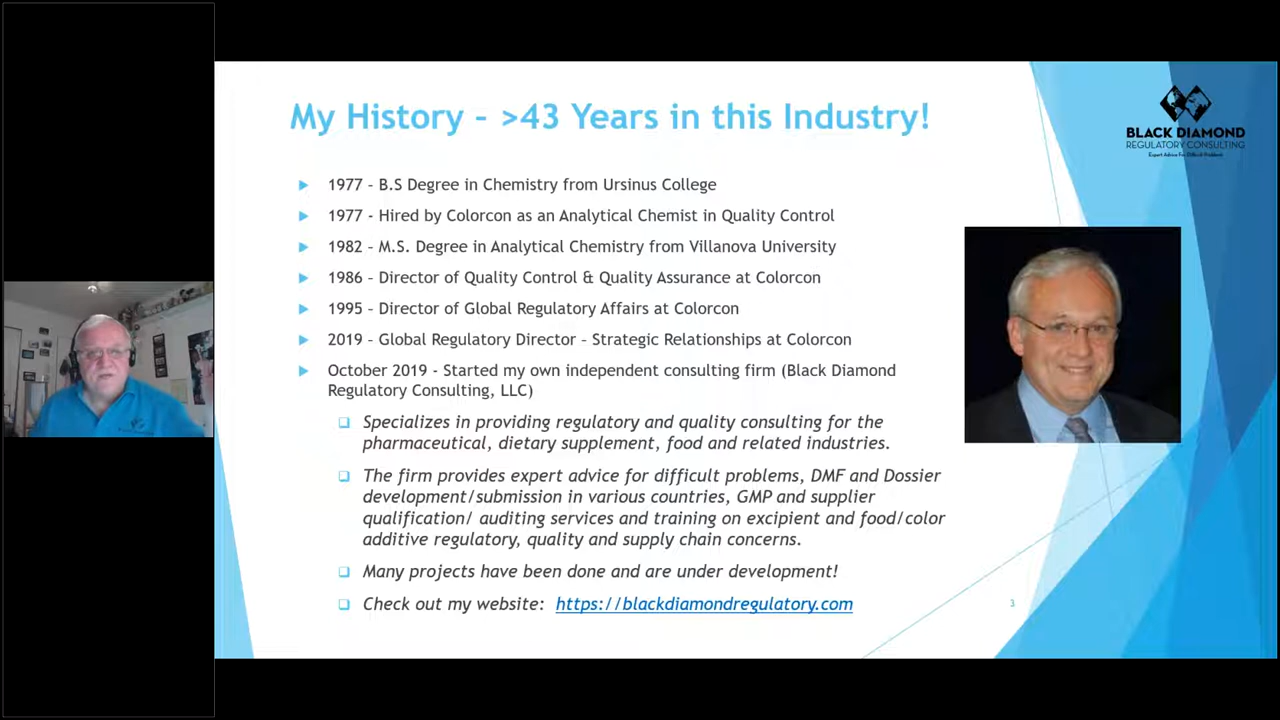 My History - >43 Years in this Industry!
BLACK DIAMOND
REGULATORY CONSULTING
Expert Advice For Difficult Problems
1977 – B.S Degree in Chemistry from Ursinus College
1977 - Hired by Colorcon as an Analytical Chemist in Quality Control
1982 – M.S. Degree in Analytical Chemistry from Villanova University
1986 – Director of Quality Control & Quality Assurance at Colorcon
1995 – Director of Global Regulatory Affairs at Colorcon
2019 – Global Regulatory Director – Strategic Relationships at Colorcon
October 2019 - Started my own independent consulting firm (Black Diamond
Regulatory Consulting, LLC)
Specializes in providing regulatory and quality consulting for the
pharmaceutical, dietary supplement, food and related industries.
The firm provides expert advice for difficult problems, DMF and Dossier
development/submission in various countries, GMP and supplier
qualification/ auditing services and training on excipient and food/color
additive regulatory, quality and supply chain concerns.
Many projects have been done and are under development!
Check out my website: https://blackdiamondregulatory.com
3